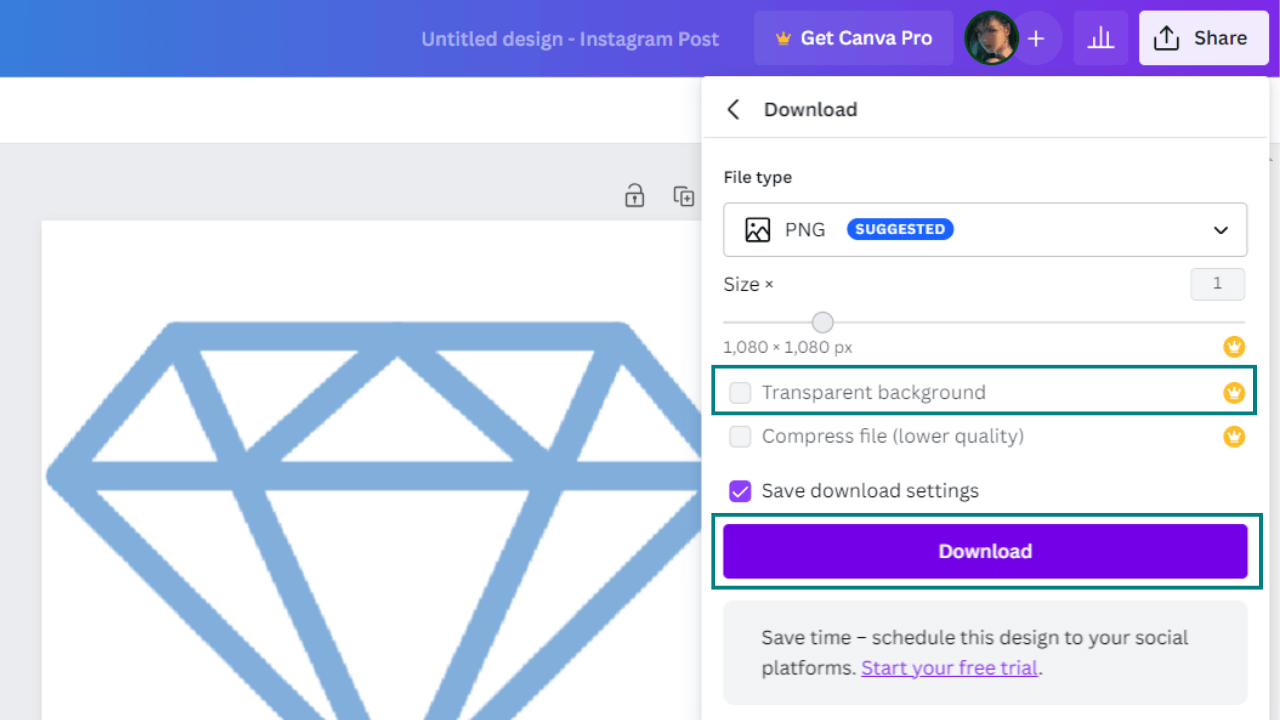 Untitled design - Instagram Post
Get Canva Pro
Share
Download
File type
PNG SUGGESTED
Size × 1
1,080 × 1,080 px
Transparent background
Compress file (lower quality)
Save download settings
Download
Save time – schedule this design to your social
platforms. Start your free trial.